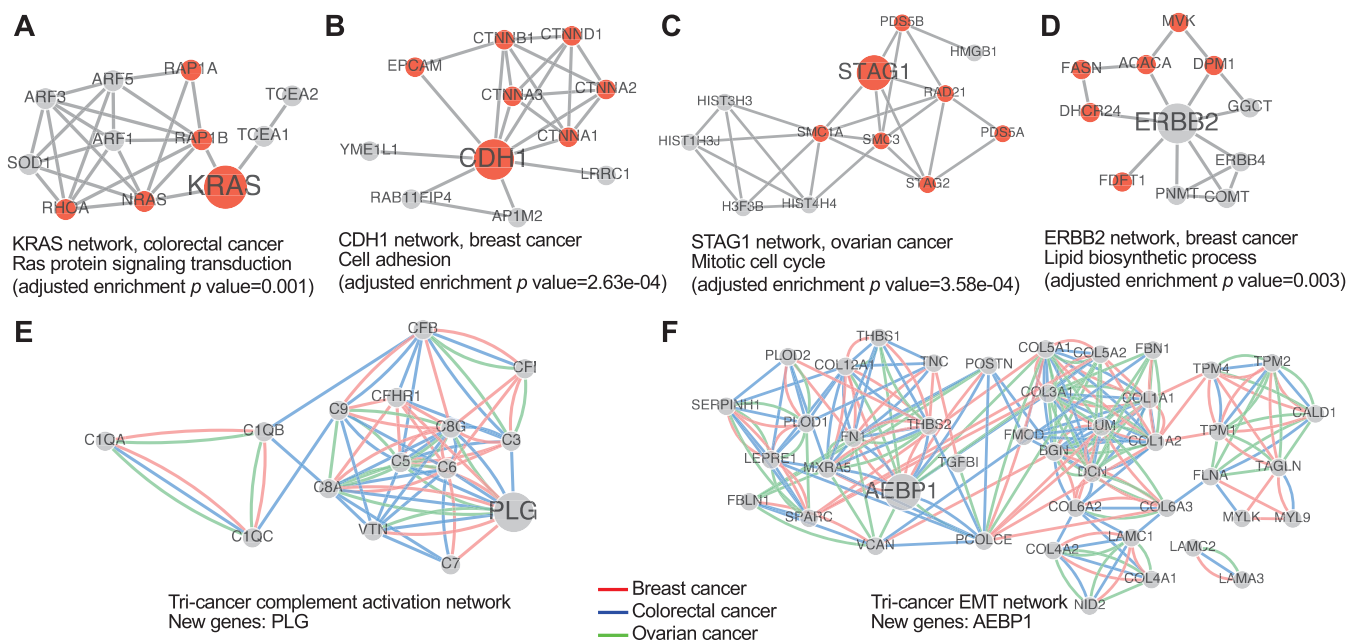 A
ARF5
RAP1A
ARF3
TCEA2
ARF1
RAP1B
TCEA1
SOD1
KRAS
RHOA
NRAS
KRAS network, colorectal cancer
Ras protein signaling transduction
(adjusted enrichment p value=0.001)
B
CTNNB1
CTNND1
EPCAM
CTNNA3
CTNNA2
CTNNA1
YME1L1
CDH1
LRRC1
RAB11FIP4
AP1M2
CDH1 network, breast cancer
Cell adhesion
(adjusted enrichment p value=2.63e-04)
C
PDS5B
HMGB1
STAG1
RAD21
HIST3H3
HIST1H3J
SMC1A
SMC3
PDS5A
STAG2
H3F3B
HIST4H4
STAG1 network, ovarian cancer
Mitotic cell cycle
(adjusted enrichment p value=3.58e-04)
D
MVK
FASN
ACACA
DPM1
DHCR24
GGCT
ERBB2
ERBB4
FDFT1
PNMT
COMT
ERBB2 network, breast cancer
Lipid biosynthetic process
(adjusted enrichment p value=0.003)
E
CFB
CFI
CFHR1
C9
C8G
C3
C1QA
C1QB
C5
C6
C8A
PLG
VTN
C1QC
C7
Tri-cancer complement activation network
New genes: PLG
Breast cancer
Colorectal cancer
Ovarian cancer
F
THBS1
PLOD2
COL12A1
TNC
POSTN
COL5A1
COL5A2
FBN1
TPM4
TPM2
SERPINH1
PLOD1
FN1
THBS2
COL3A1
COL1A1
CALD1
FMOD
LUM
COL1A2
TPM1
BGN
LEPRE1
MXRA5
TGFBI
DCN
FLNA
TAGLN
AEBP1
FBLN1
SPARC
COL6A2
COL6A3
MYLK
MYL9
VCAN
PCOLCE
COL4A2
LAMC1
LAMC2
COL4A1
LAMA3
NID2
Tri-cancer EMT network
New genes: AEBP1